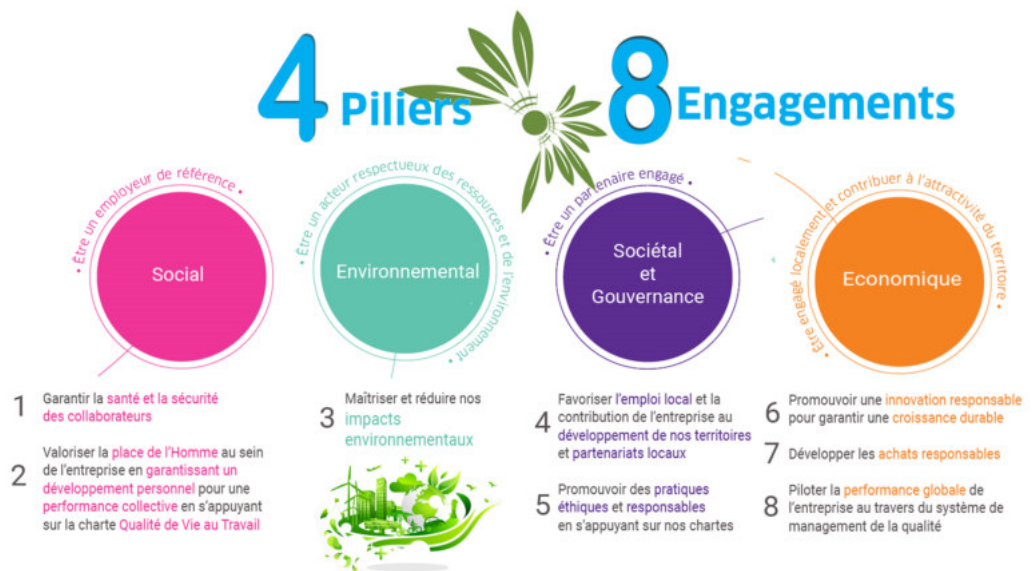 4 Piliers
8 Engagements
• Être un employeur de référence •
Social
1
Garantir la santé et la sécurité
des collaborateurs
2
Valoriser la place de l'Homme au sein
de l'entreprise en garantissant un
développement personnel pour une
performance collective en s'appuyant
sur la charte Qualité de Vie au Travail
• Être un acteur respectueux des ressources et de l'environnement •
Environnemental
3
Maîtriser et réduire nos
impacts
environnementaux
• Être un partenaire engagé •
Sociétal
et
Gouvernance
4
Favoriser l'emploi local et la
contribution de l'entreprise au
développement de nos territoires
et partenariats locaux
5
Promouvoir des pratiques
éthiques et responsables
en s'appuyant sur nos chartes
• Être engagé localement et contribuer à l'attractivité du territoire •
Economique
6
Promouvoir une innovation responsable
pour garantir une croissance durable
7
Développer les achats responsables
8
Piloter la performance globale de
l'entreprise au travers du système de
management de la qualité